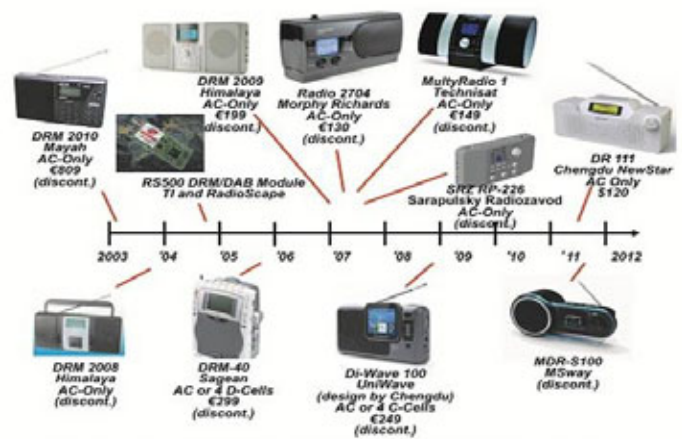 DRM 2010
Mayah
AC-Only
€809
(discont.)
DRM 2009
Himalaya
AC-Only
€199
(discont.)
Radio 2704
Morphy Richards
AC-Only
€130
(discont.)
MultyRadio 1
Technisat
AC-Only
€149
(discont.)
RS500 DRM/DAB Module
TI and RadioScape
SRZ RP-226
Sarapulsky Radiozavod
AC-Only
(discont.)
DR 111
Chengdu NewStar
AC Only
$120
2003
'04
'05
'06
'07
'08
'09
'10
'11
2012
DRM 2008
Himalaya
AC-Only
(discont.)
DRM-40
Sagean
AC or 4 D-Cells
€299
(discont.)
Di-Wave 100
UniWave
(design by Chengdu)
AC or 4 C-Cells
€249
(discont.)
MDR-S100
MSway
(discont.)